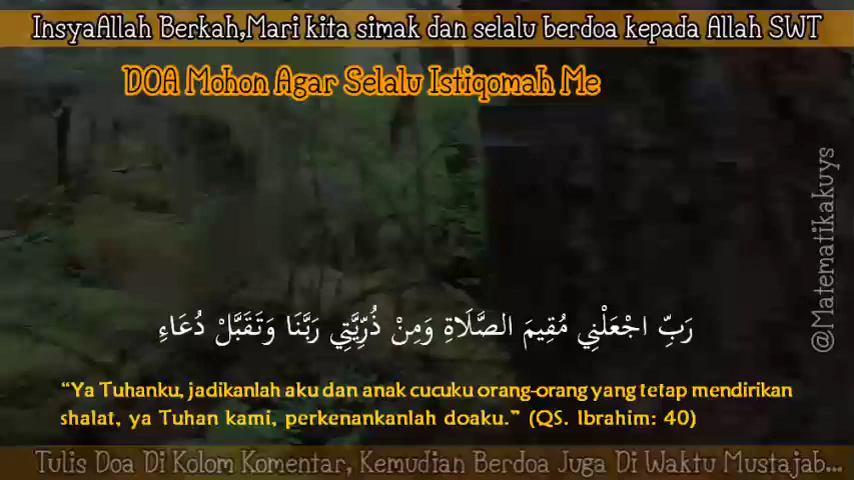 InsyaAllah Berkah,Mari kita simak dan selalu berdoa kepada Allah SWT
DOA Mohon Agar Selalu Istiqomah Me
رَبِّ اجْعَلْنِي مُقِيمَ الصَّلَاةِ وَمِنْ ذُرِّيَّتِي رَبَّنَا وَتَقَبَّلْ دُعَاءِ
“Ya Tuhanku, jadikanlah aku dan anak cucuku orang-orang yang tetap mendirikan
shalat, ya Tuhan kami, perkenankanlah doaku.” (QS. Ibrahim: 40)
Tulis Doa Di Kolom Komentar, Kemudian Berdoa Juga Di Waktu Mustajab...
@Matematikakuys